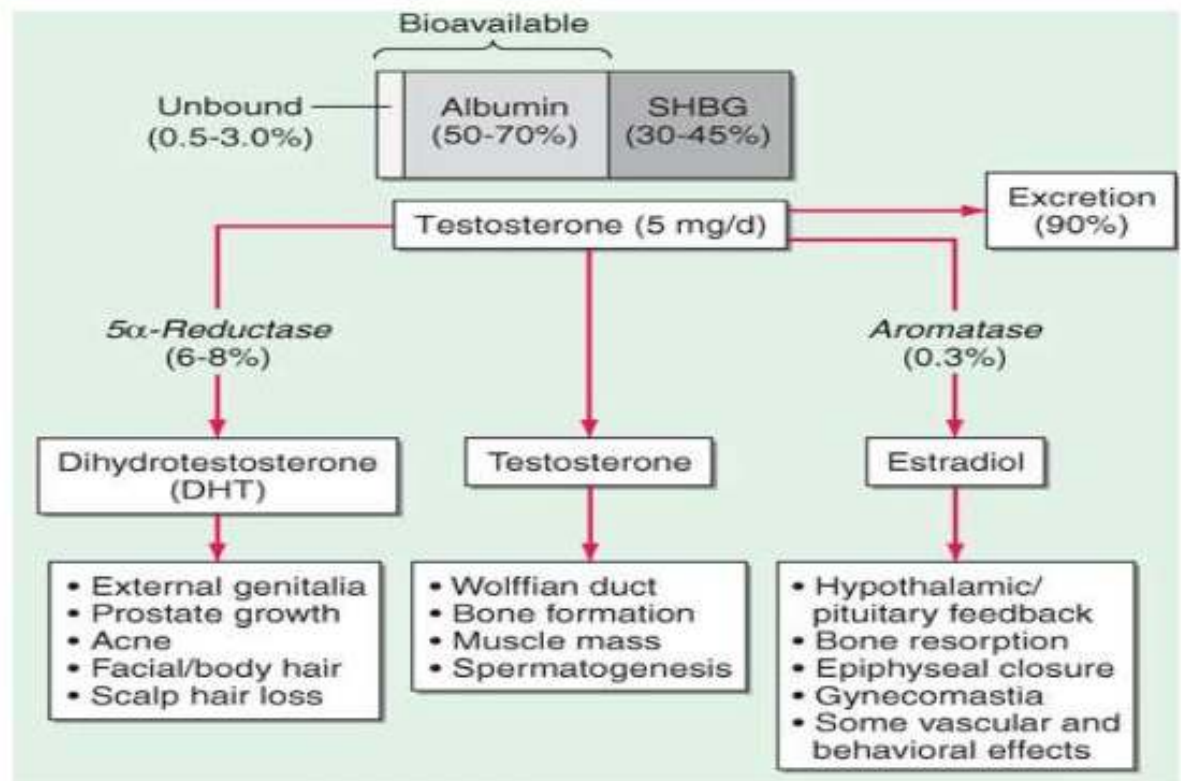 Bioavailable
Unbound
(0.5-3.0%)
Albumin
(50-70%)
SHBG
(30-45%)
Testosterone (5 mg/d)
Excretion
(90%)
5α-Reductase
(6-8%)
Aromatase
(0.3%)
Dihydrotestosterone
(DHT)
Testosterone
Estradiol
• External genitalia
• Prostate growth
• Acne
• Facial/body hair
• Scalp hair loss
• Wolffian duct
• Bone formation
• Muscle mass
• Spermatogenesis
• Hypothalamic/
pituitary feedback
• Bone resorption
• Epiphyseal closure
• Gynecomastia
• Some vascular and
behavioral effects